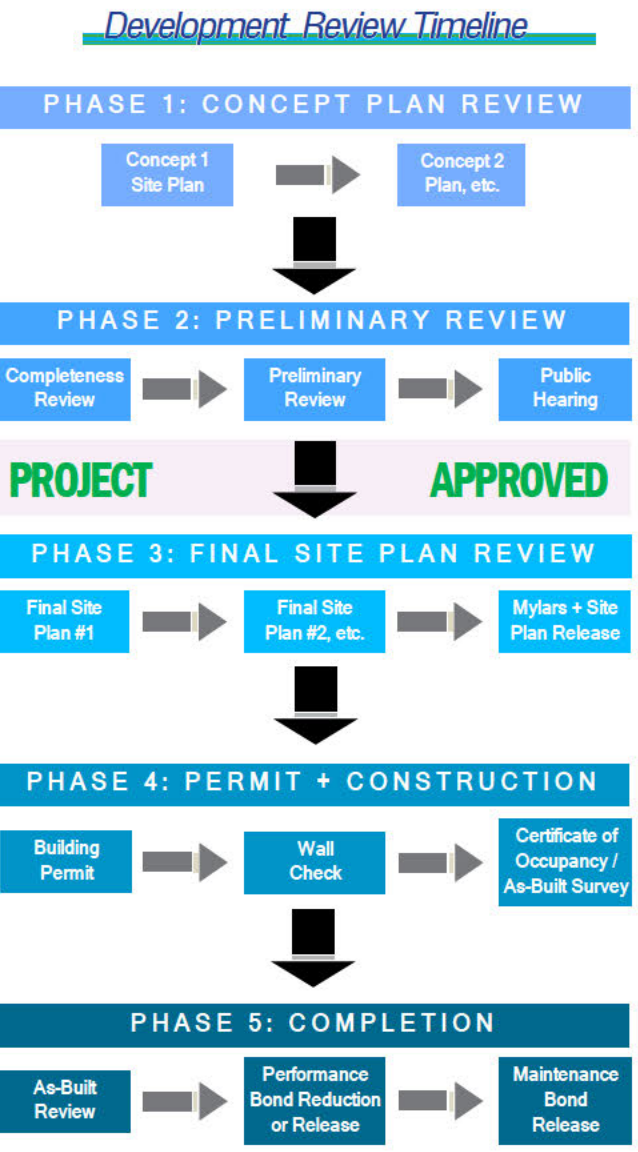 Development Review Timeline
PHASE 1: CONCEPT PLAN REVIEW
Concept 1
Site Plan
Concept 2
Plan, etc.
PHASE 2: PRELIMINARY REVIEW
Completeness
Review
Preliminary
Review
Public
Hearing
PROJECT APPROVED
PHASE 3: FINAL SITE PLAN REVIEW
Final Site
Plan #1
Final Site
Plan #2, etc.
Mylars + Site
Plan Release
PHASE 4: PERMIT + CONSTRUCTION
Building
Permit
Wall
Check
Certificate of
Occupancy /
As-Built Survey
PHASE 5: COMPLETION
As-Built
Review
Performance
Bond Reduction
or Release
Maintenance
Bond
Release